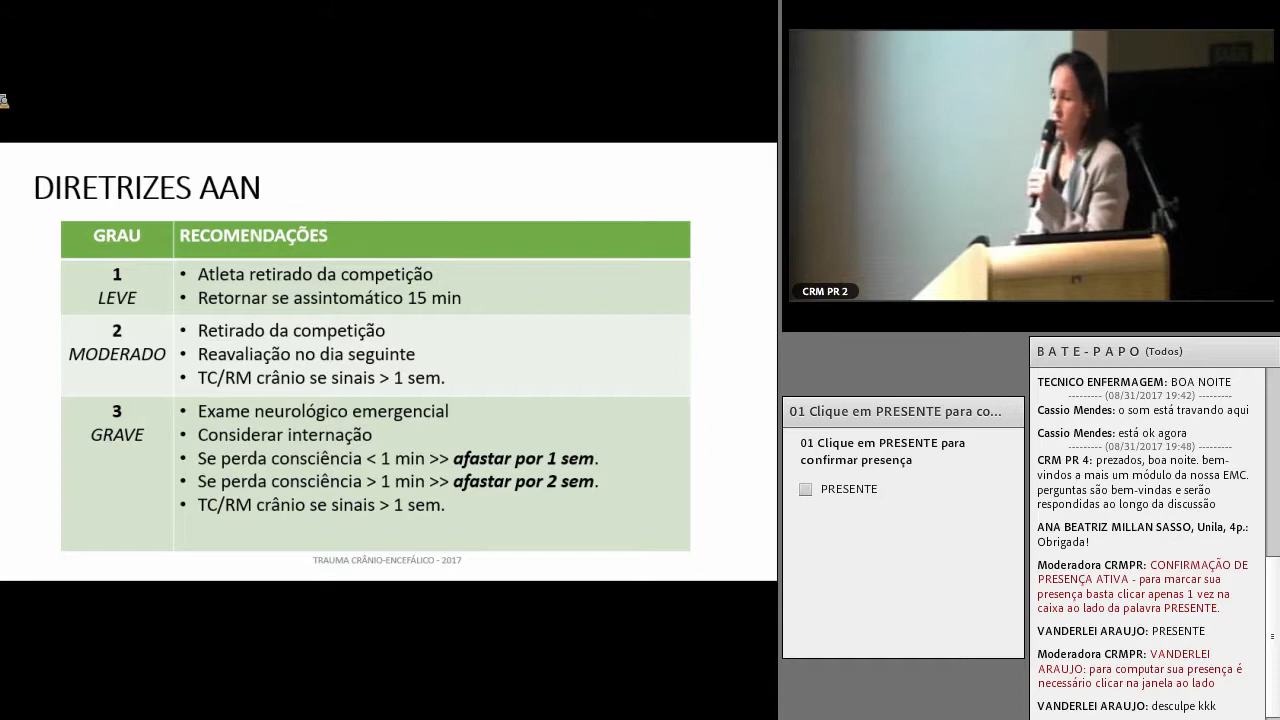 DIRETRIZES AAN
GRAU RECOMENDAÇÕES
1
LEVE
• Atleta retirado da competição
• Retornar se assintomático 15 min
2
MODERADO
• Retirado da competição
• Reavaliação no dia seguinte
• TC/RM crânio se sinais > 1 sem.
3
GRAVE
• Exame neurológico emergencial
• Considerar internação
• Se perda consciência < 1 min >> afastar por 1 sem.
• Se perda consciência > 1 min >> afastar por 2 sem.
• TC/RM crânio se sinais > 1 sem.
TRAUMA CRÂNIO-ENCEFÁLICO - 2017
CRM PR 2
01 Clique em PRESENTE para co...
01 Clique em PRESENTE para
confirmar presença
PRESENTE
BATE-PAPO (Todos)
TECNICO ENFERMAGEM: BOA NOITE
--------- (08/31/2017 19:42) ---------
Cassio Mendes: o som está travando aqui
Cassio Mendes: está ok agora
--------- (08/31/2017 19:48) ---------
CRM PR 4: prezados, boa noite. bem-
vindos a mais um módulo da nossa EMC.
perguntas são bem-vindas e serão
respondidas ao longo da discussão
ANA BEATRIZ MILLAN SASSO, Unila, 4p.:
Obrigada!
Moderadora CRMPR: CONFIRMAÇÃO DE
PRESENÇA ATIVA - para marcar sua
presença basta clicar apenas 1 vez na
caixa ao lado da palavra PRESENTE.
VANDERLEI ARAUJO: PRESENTE
Moderadora CRMPR: VANDERLEI
ARAUJO: para computar sua presença é
necessário clicar na janela ao lado
VANDERLEI ARAUJO: desculpe kkk